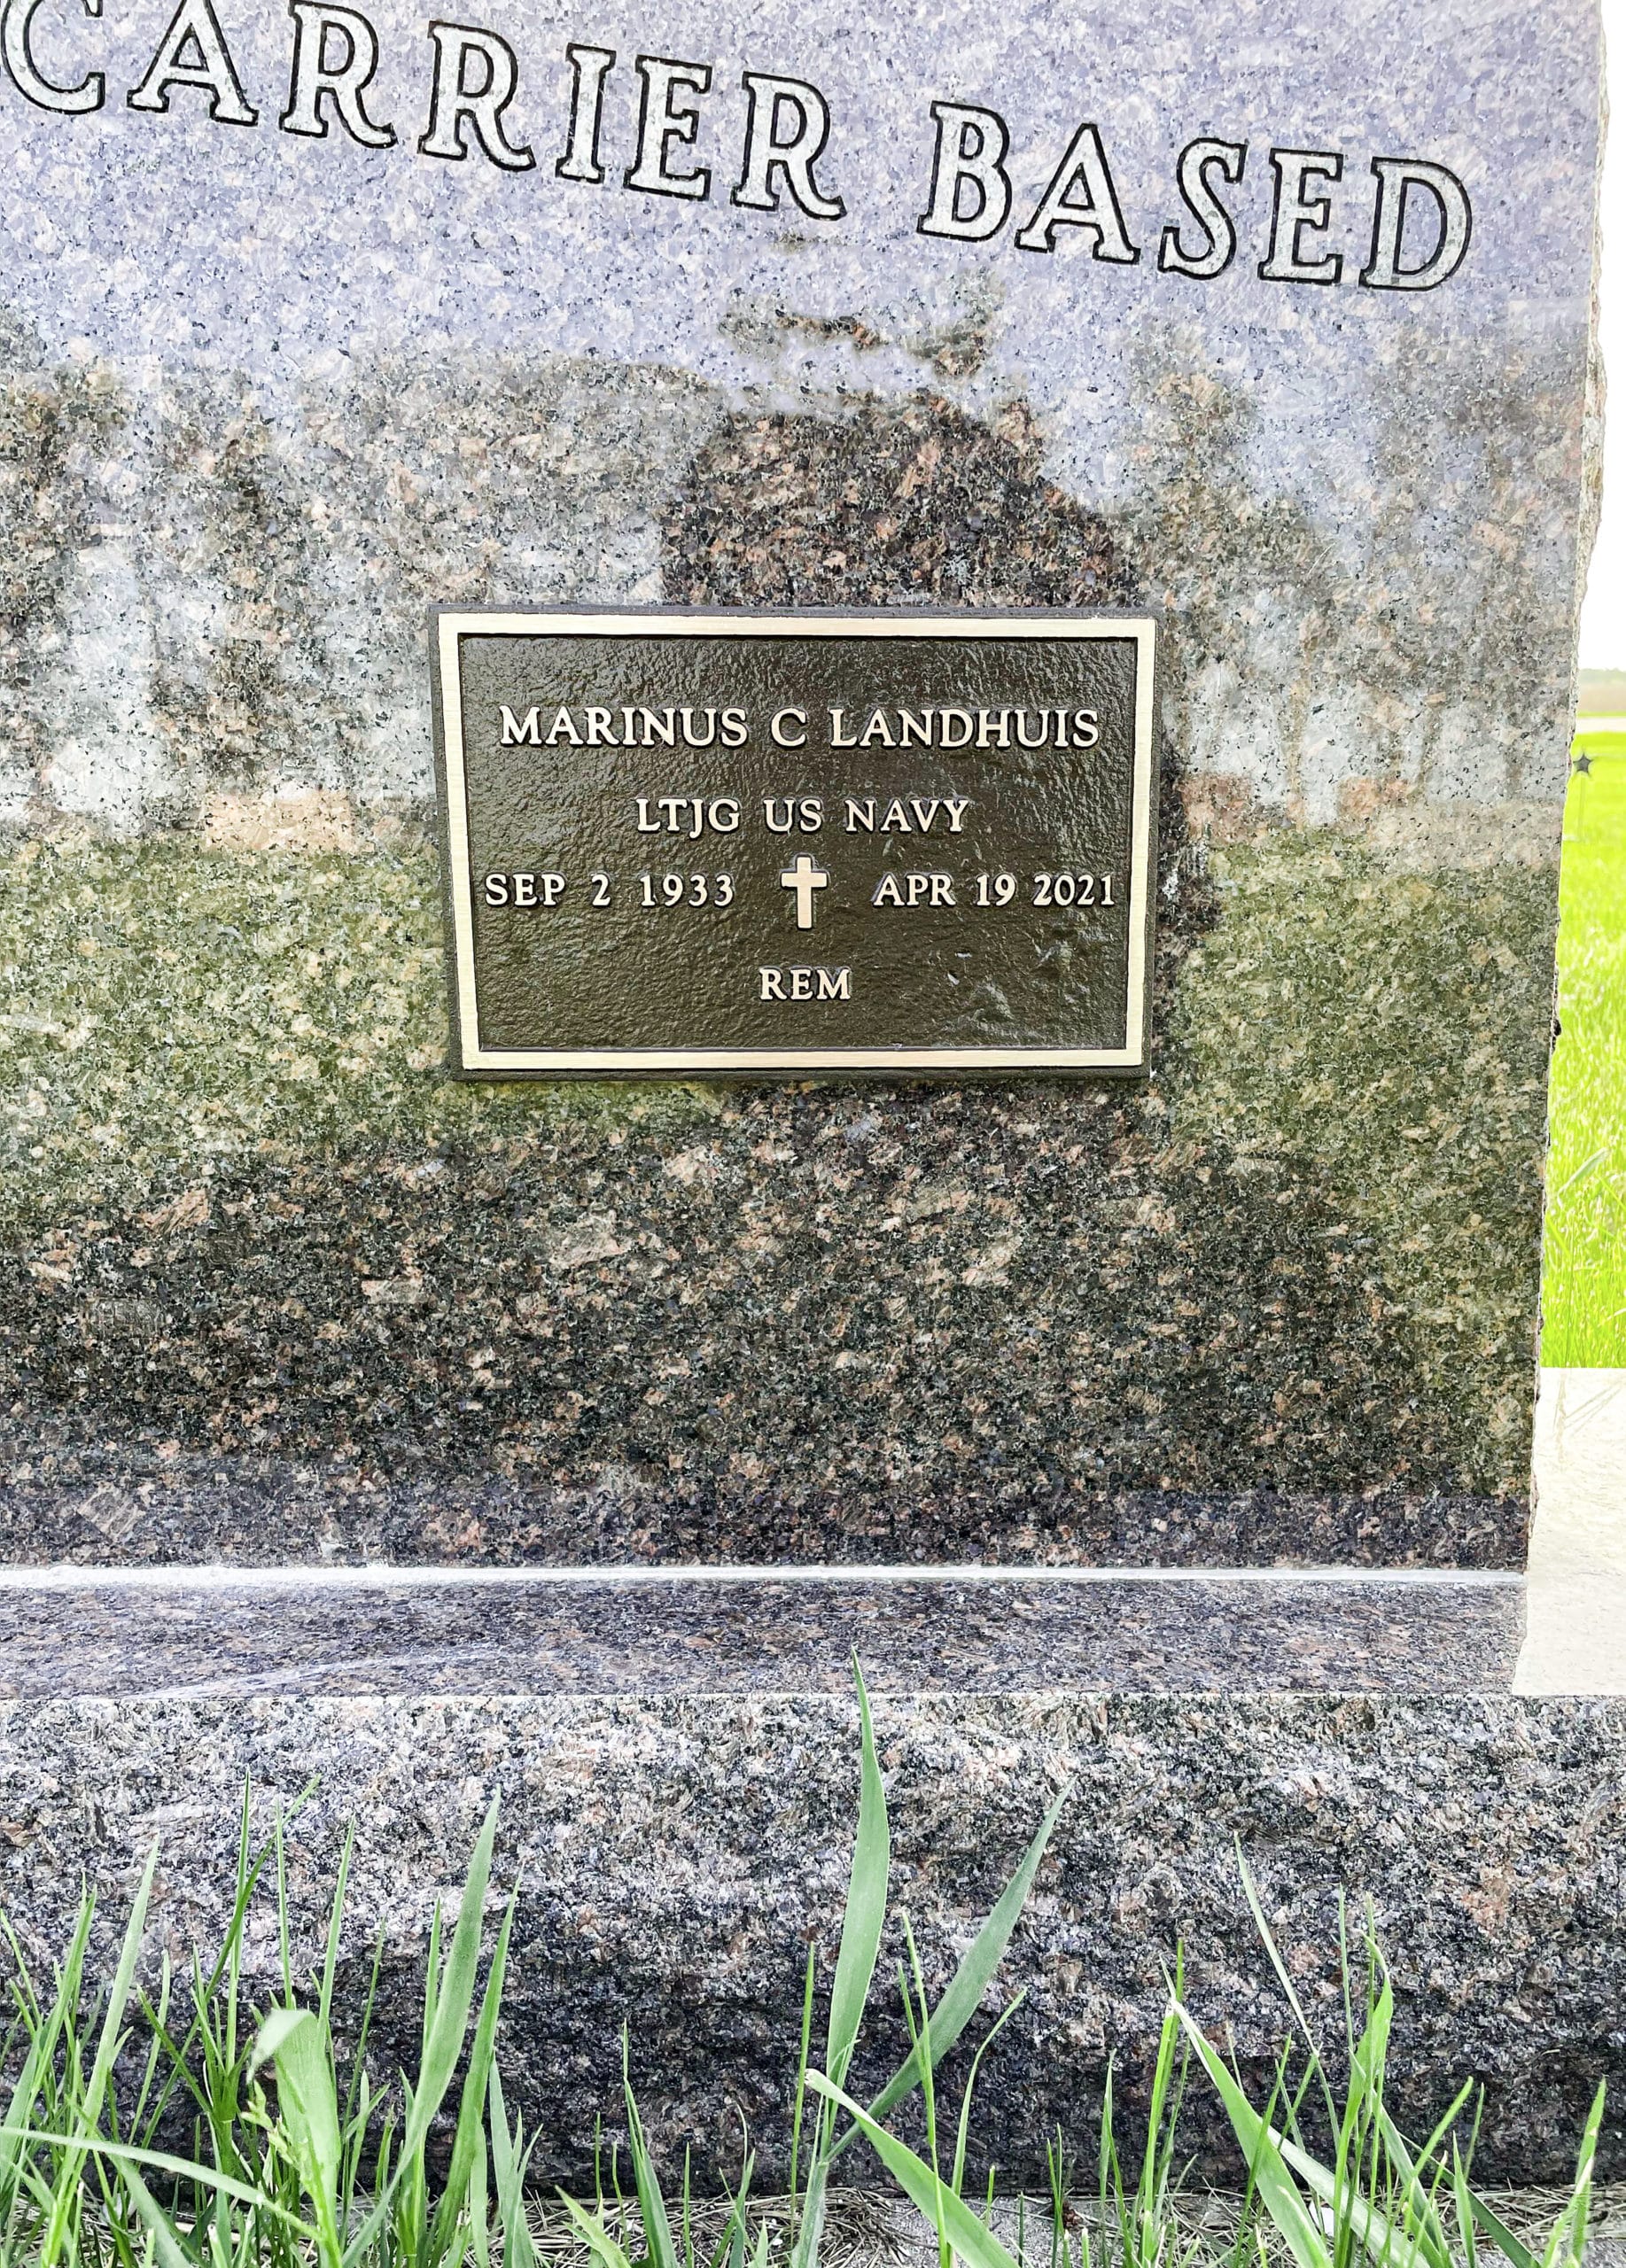 CARRIER BASED
MARINUS C LANDHUIS
LTJG US NAVY
SEP 2 1933 APR 19 2021
REM